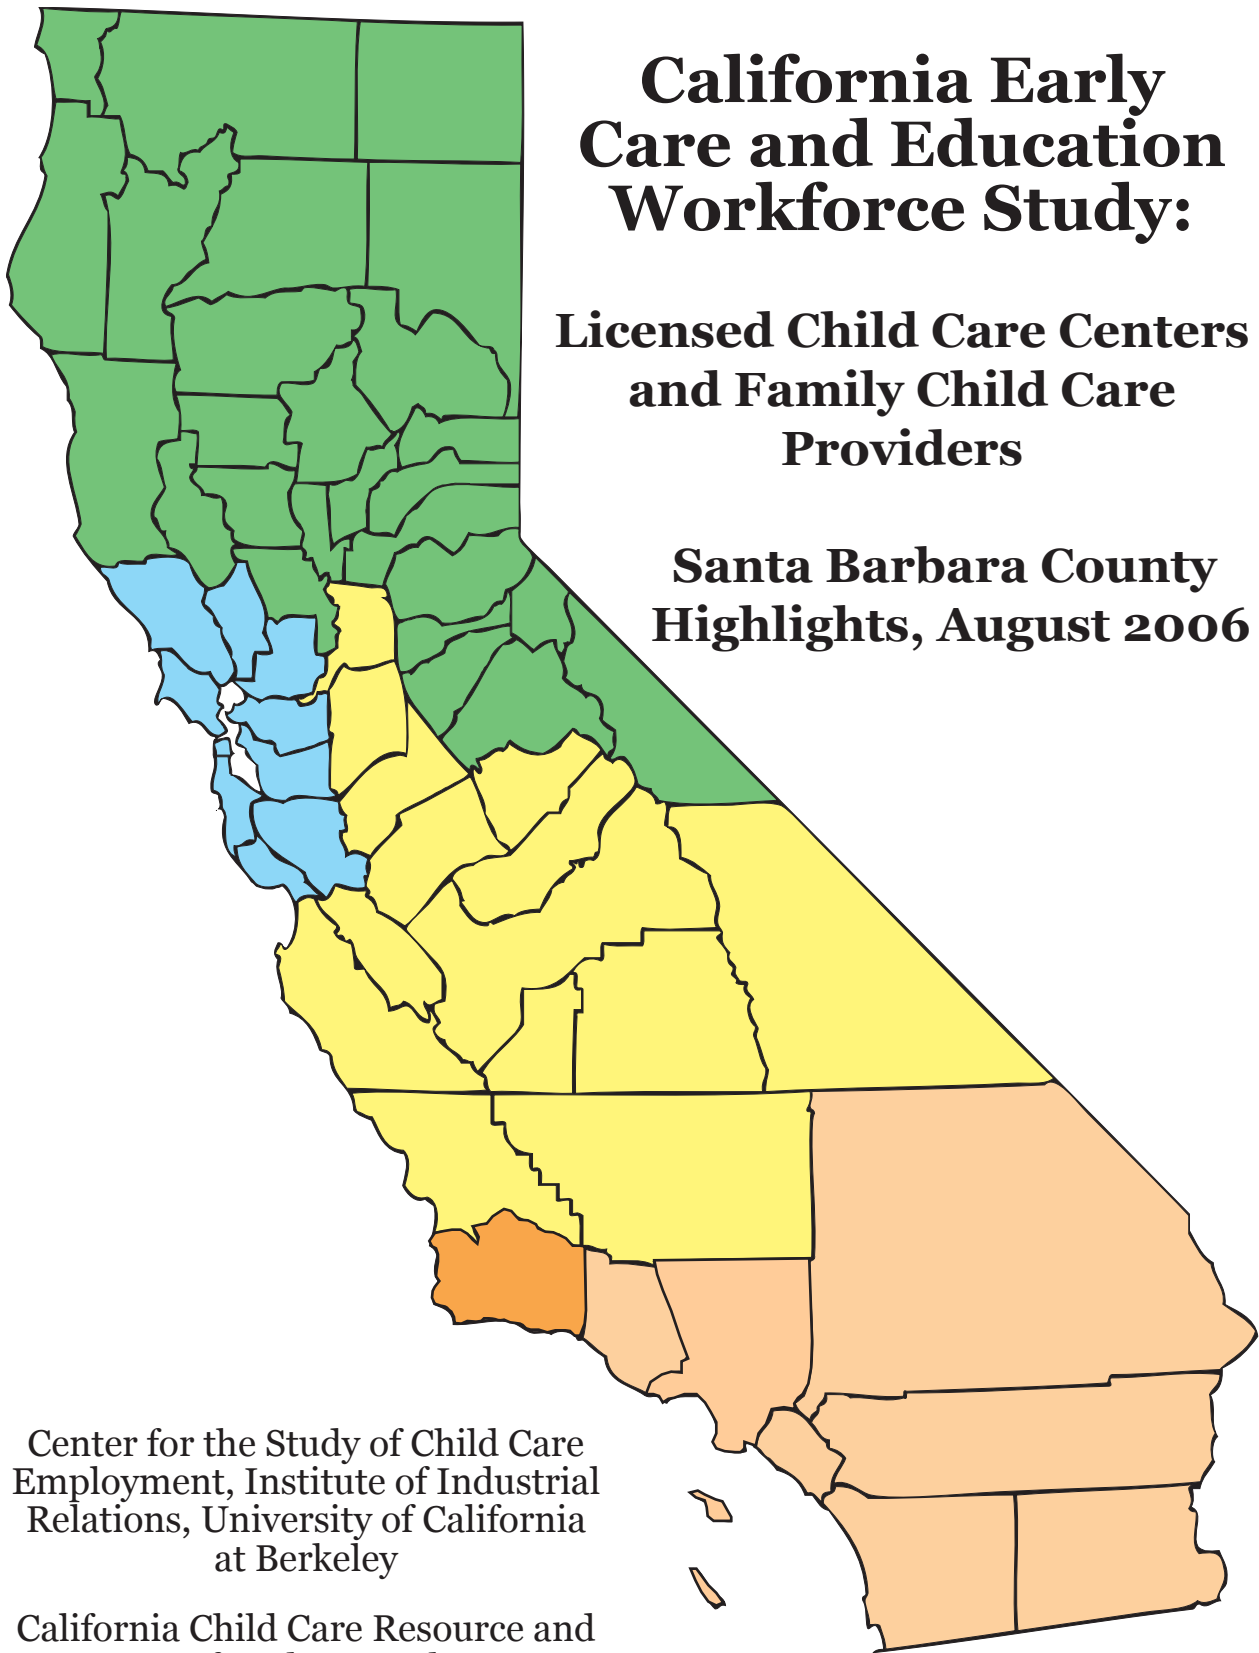 California Early
Care and Education
Workforce Study:
Licensed Child Care Centers
and Family Child Care
Providers
Santa Barbara County
Highlights, August 2006
Center for the Study of Child Care
Employment, Institute of Industrial
Relations, University of California
at Berkeley
California Child Care Resource and